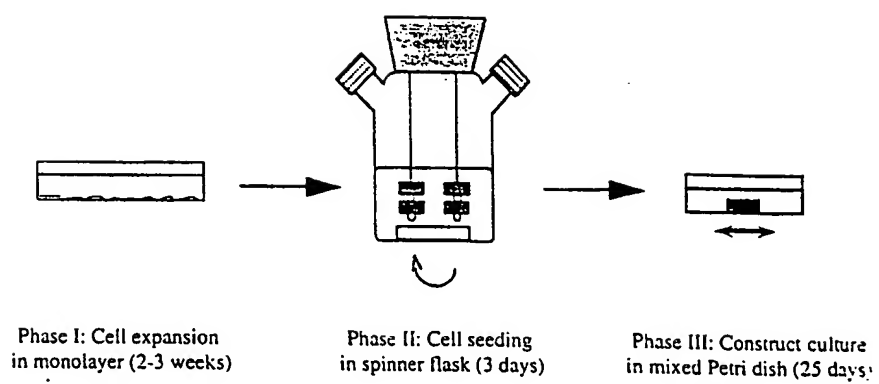 Phase I: Cell expansion
in monolayer (2-3 weeks)
Phase II: Cell seeding
in spinner flask (3 days)
Phase III: Construct culture
in mixed Petri dish (25 days)